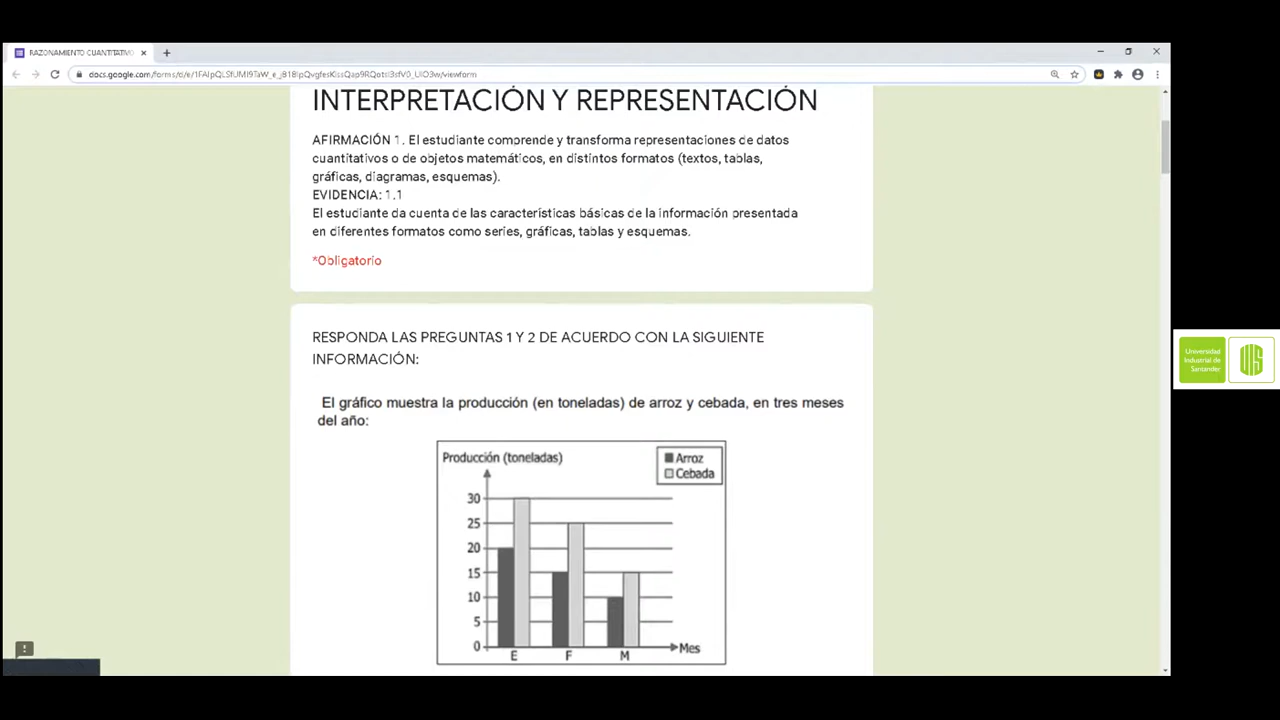 RAZONAMIENTO CUANTITATIVO
INTERPRETACIÓN Y REPRESENTACIÓN
AFIRMACIÓN 1. El estudiante comprende y transforma representaciones de datos
cuantitativos o de objetos matemáticos, en distintos formatos (textos, tablas,
gráficas, diagramas, esquemas).
EVIDENCIA: 1.1
El estudiante da cuenta de las características básicas de la información presentada
en diferentes formatos como series, gráficas, tablas y esquemas.
*Obligatorio
RESPONDA LAS PREGUNTAS 1 Y 2 DE ACUERDO CON LA SIGUIENTE
INFORMACIÓN:
El gráfico muestra la producción (en toneladas) de arroz y cebada, en tres meses
del año:
Producción (toneladas)
Arroz
Cebada
30
25
20
15
10
5
0
E F M
Mes
Universidad
Industrial de
Santander
UIS